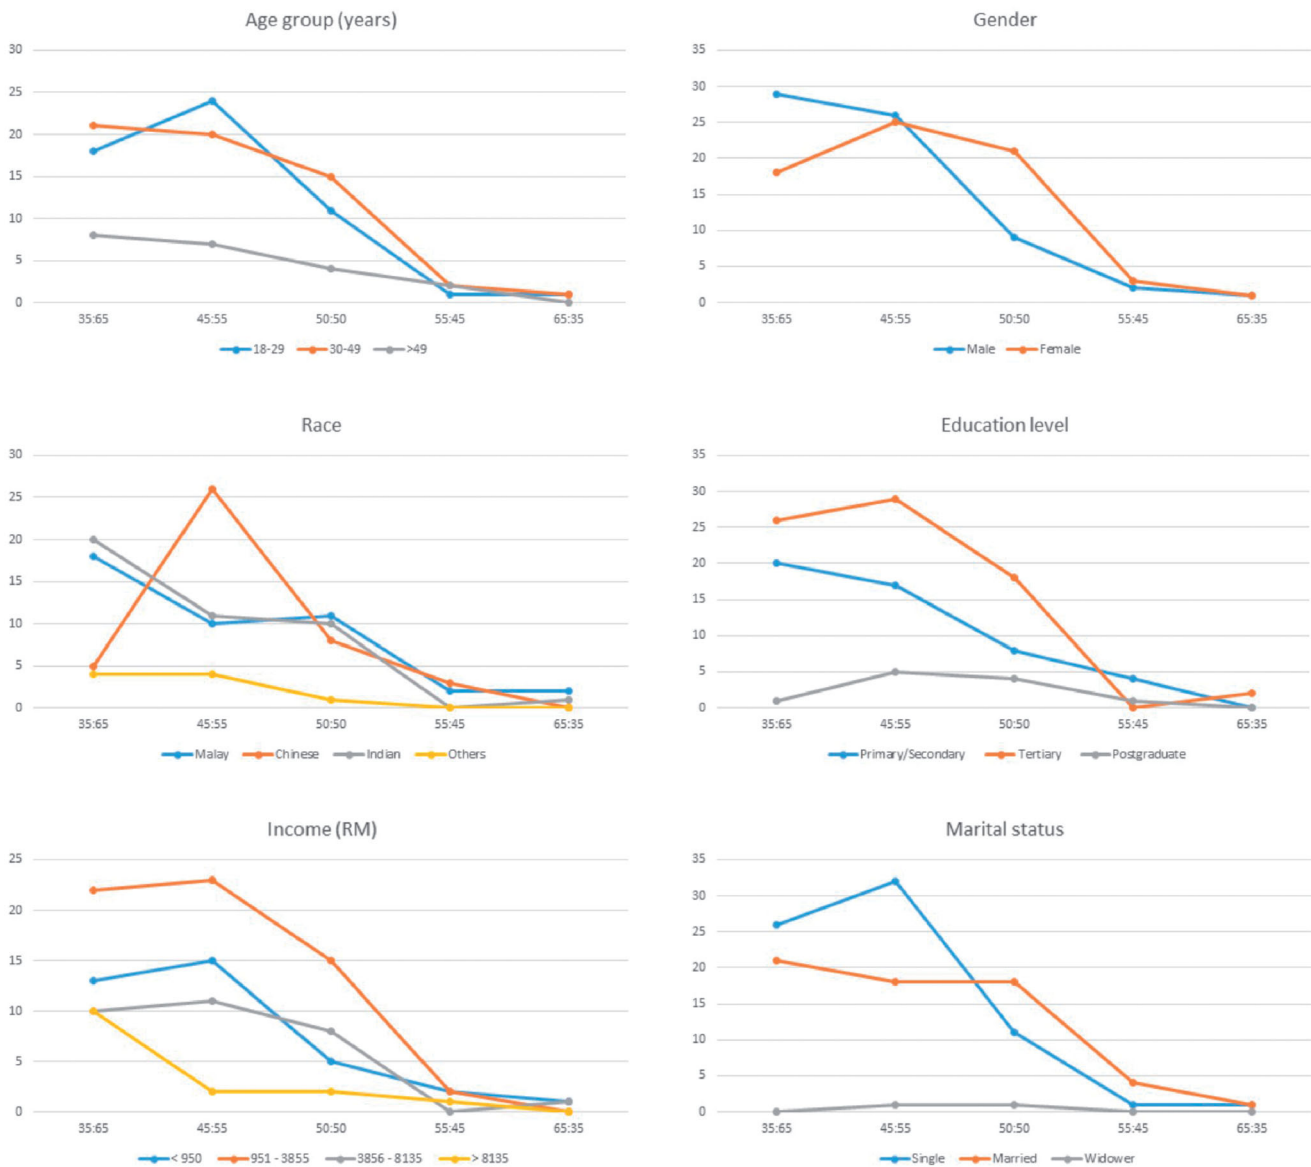 Age group (years)
30
25
20
15
10
5
0
35:65 45:55 50:50 55:45 65:35
18-29 30-49 >49
Gender
35
30
25
20
15
10
5
0
35:65 45:55 50:50 55:45 65:35
Male Female
Race
30
25
20
15
10
5
0
35:65 45:55 50:50 55:45 65:35
Malay Chinese Indian Others
Education level
35
30
25
20
15
10
5
0
35:65 45:55 50:50 55:45 65:35
Primary/Secondary Tertiary Postgraduate
Income (RM)
25
20
15
10
5
0
35:65 45:55 50:50 55:45 65:35
< 950 951 - 3855 3856 - 8135 > 8135
Marital status
35
30
25
20
15
10
5
0
35:65 45:55 50:50 55:45 65:35
Single Married Widower